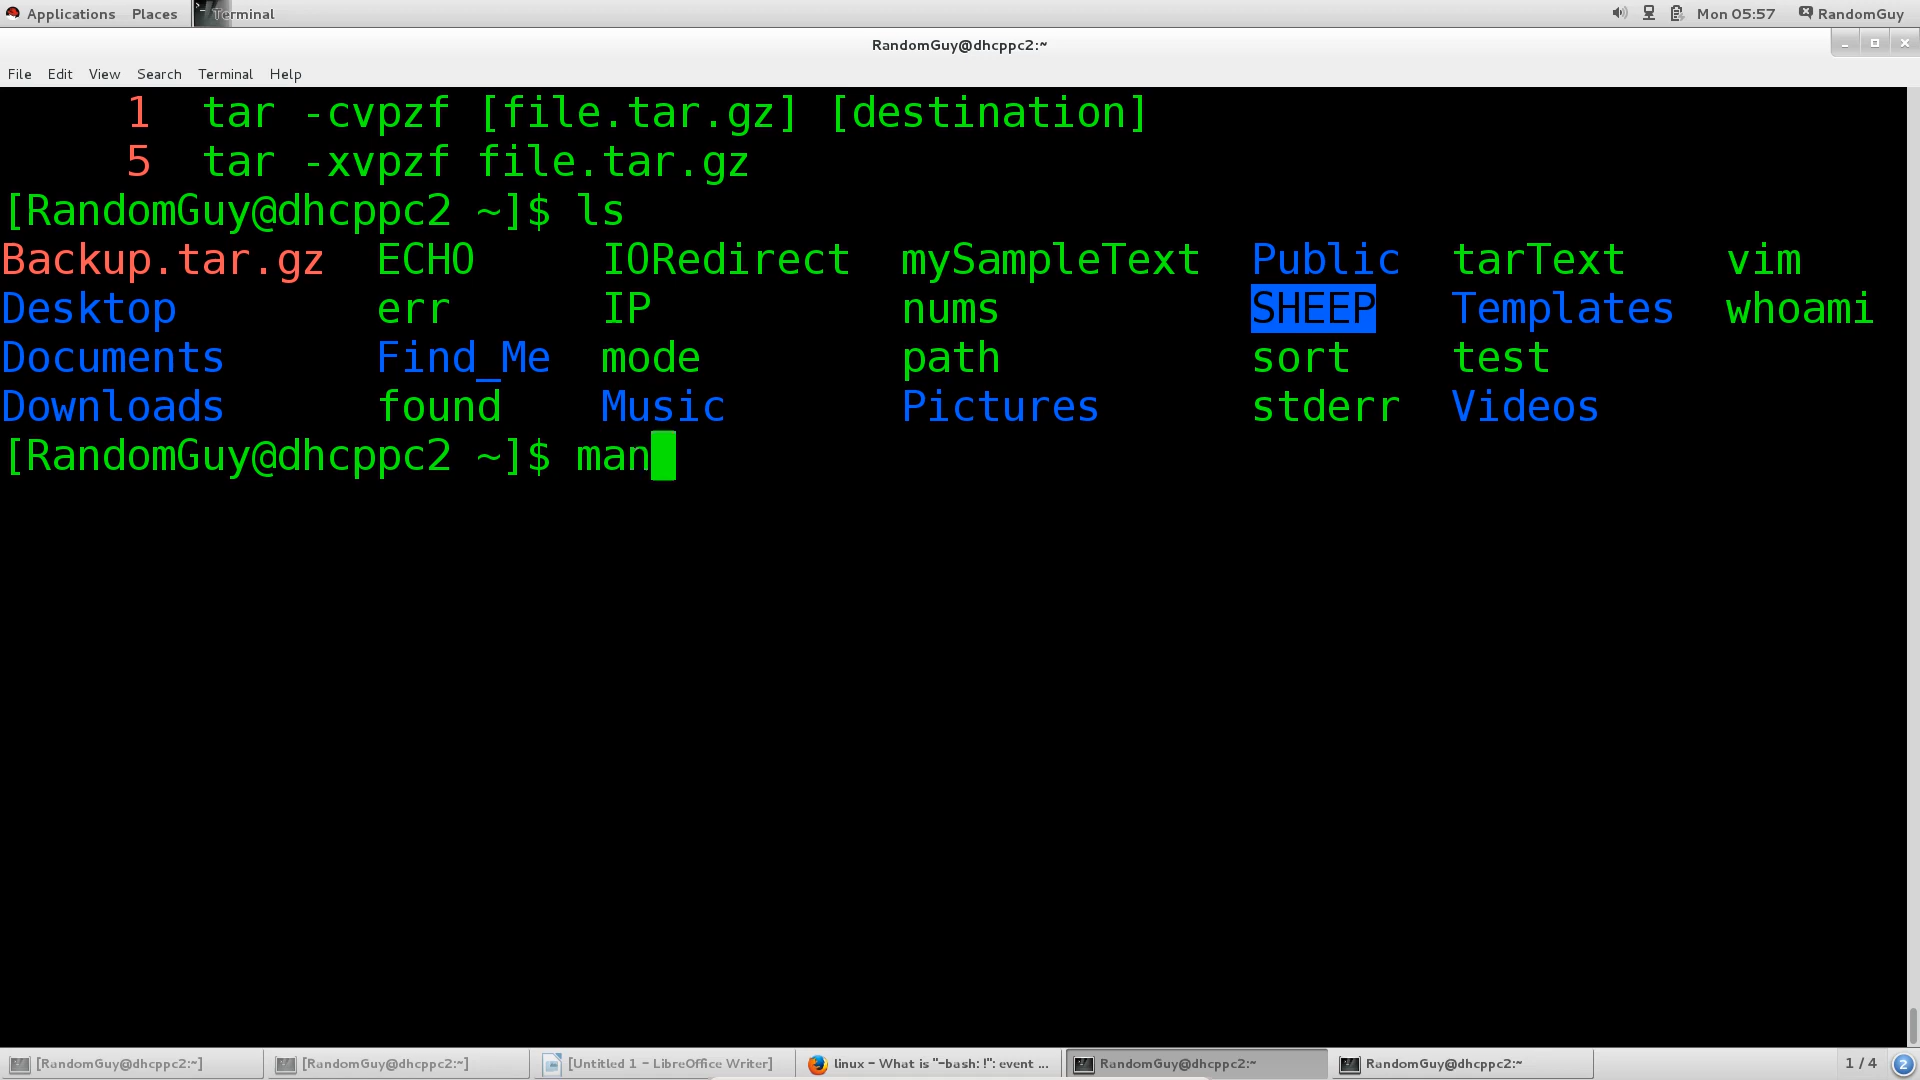 Applications Places Terminal Mon 05:57 RandomGuy
RandomGuy@dhcppc2:~
File Edit View Search Terminal Help
1 tar -cvpzf [file.tar.gz] [destination]
5 tar -xvpzf file.tar.gz
[RandomGuy@dhcppc2 ~]$ ls
Backup.tar.gz ECHO IORedirect mySampleText Public tarText vim
Desktop err IP nums SHEEP Templates whoami
Documents Find_Me mode path sort test
Downloads found Music Pictures stderr Videos
[RandomGuy@dhcppc2 ~]$ man
[RandomGuy@dhcppc2:~] [RandomGuy@dhcppc2:~] [Untitled 1 - LibreOffice Writer] linux - What is "-bash: !": event ... RandomGuy@dhcppc2:~ RandomGuy@dhcppc2:~ 1 / 4 2